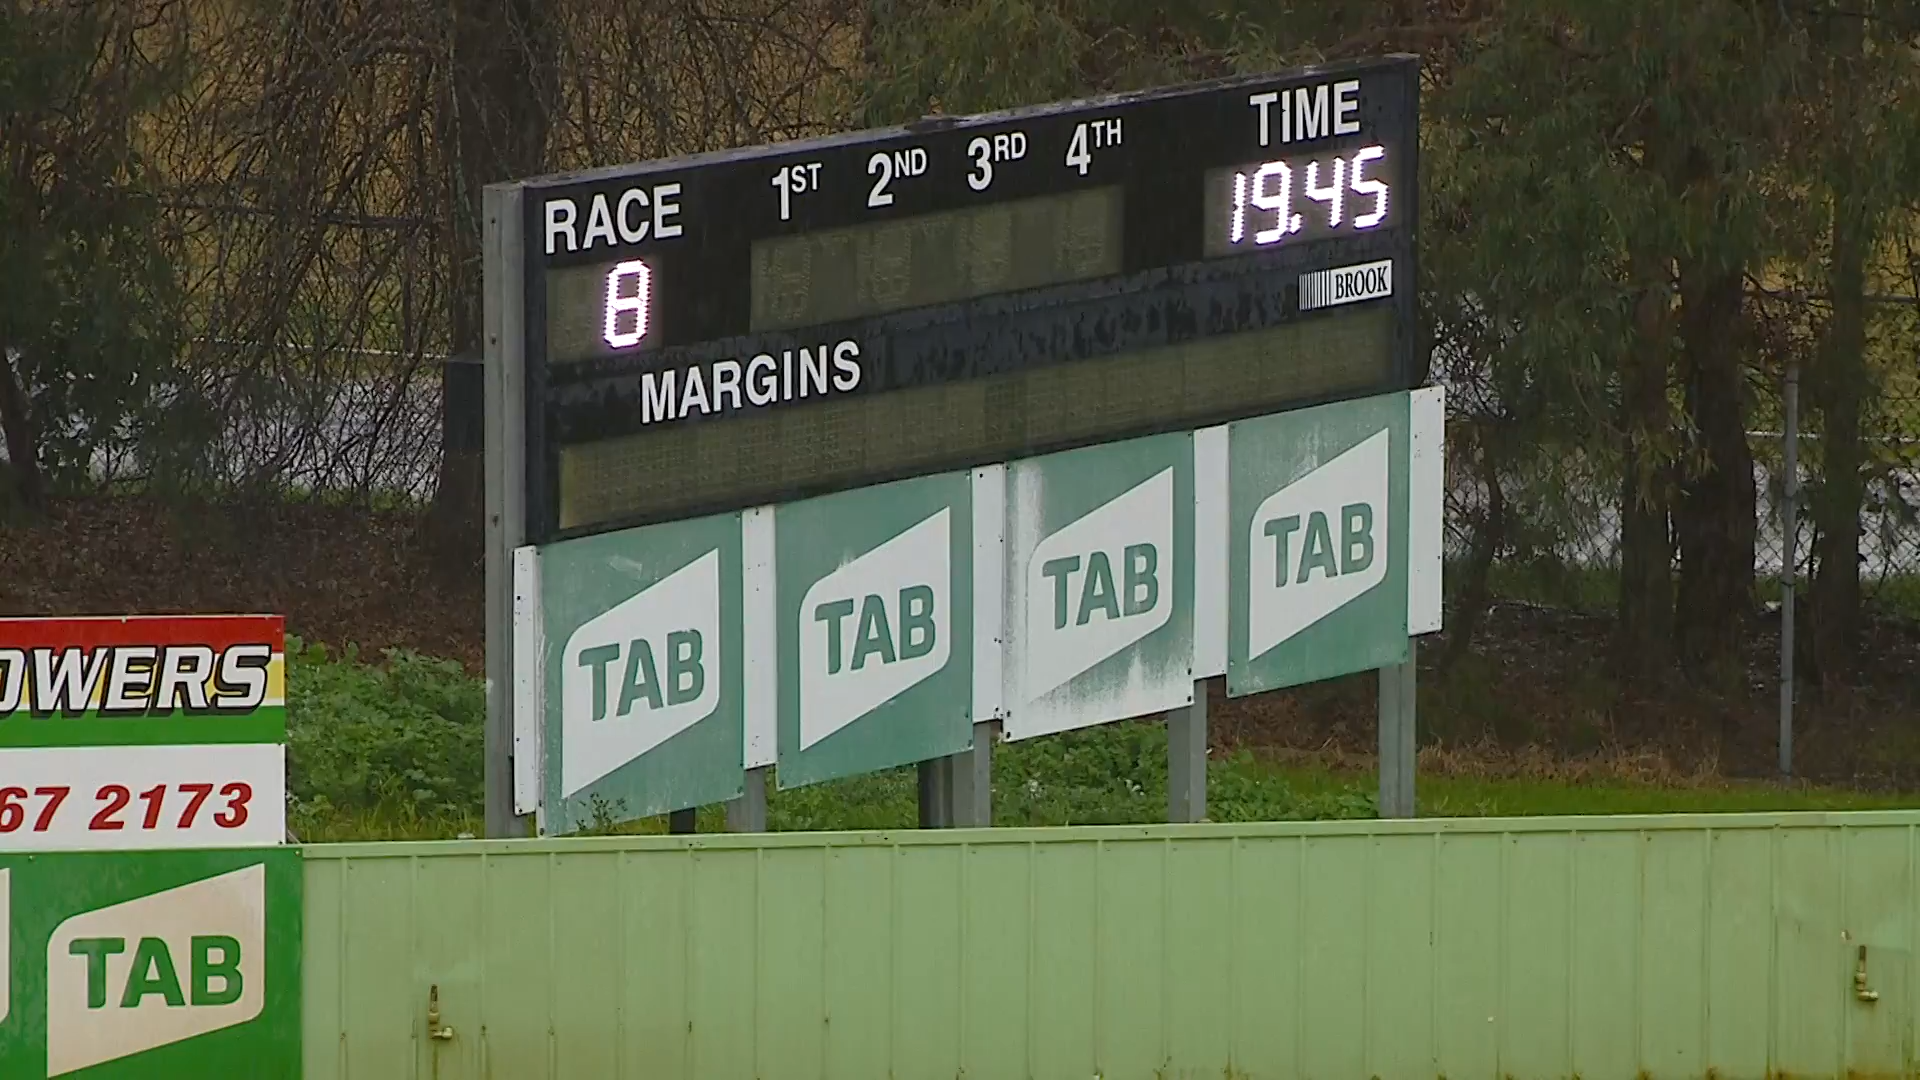 RACE 1ST 2ND 3RD 4TH TIME
8 19.45
BROOK
MARGINS
TAB TAB TAB TAB
OWERS
67 2173
TAB